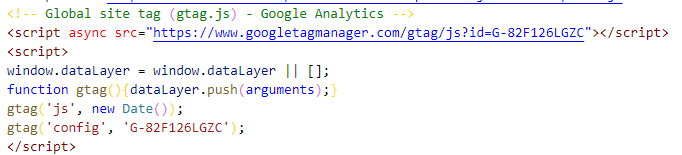 <!-- Global site tag (gtag.js) - Google Analytics -->
<script async src="https://www.googletagmanager.com/gtag/js?id=G-82F126LGZC"></script>
<script>
window.dataLayer = window.dataLayer || [];
function gtag(){dataLayer.push(arguments);}
gtag('js', new Date());
gtag('config', 'G-82F126LGZC');
</script>